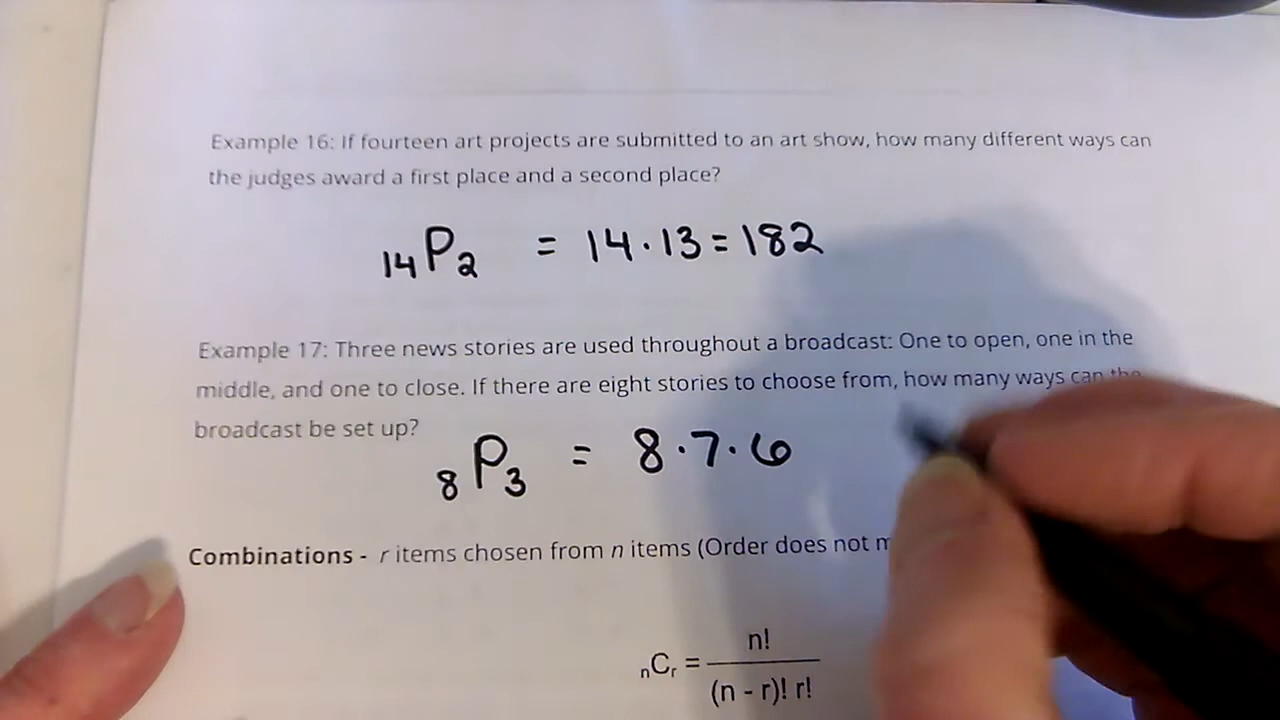 Example 16: If fourteen art projects are submitted to an art show, how many different ways can
the judges award a first place and a second place?
₁₄P₂ = 14·13 = 182
Example 17: Three news stories are used throughout a broadcast: One to open, one in the
middle, and one to close. If there are eight stories to choose from, how many ways can the
broadcast be set up?
₈P₃ = 8·7·6
Combinations - r items chosen from n items (Order does not
n!
ₙCᵣ =
(n - r)! r!